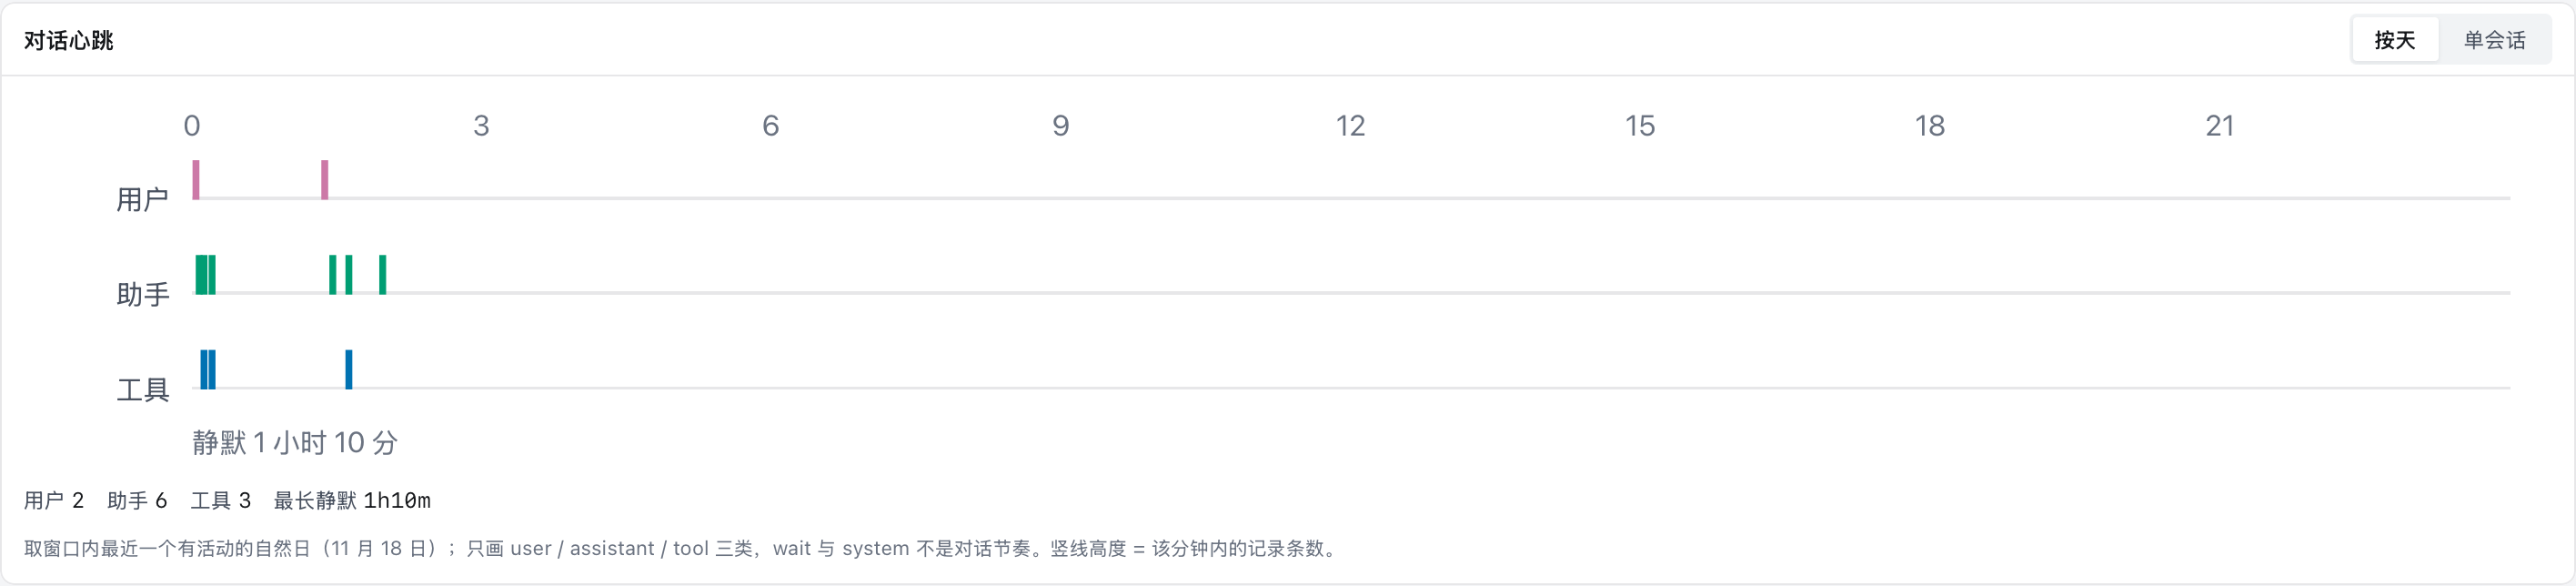 对话心跳
按天 单会话
0 3 6 9 12 15 18 21
用户
助手
工具
静默 1 小时 10 分
用户 2 助手 6 工具 3 最长静默 1h10m
取窗口内最近一个有活动的自然日（11 月 18 日）；只画 user / assistant / tool 三类，wait 与 system 不是对话节奏。竖线高度 = 该分钟内的记录条数。